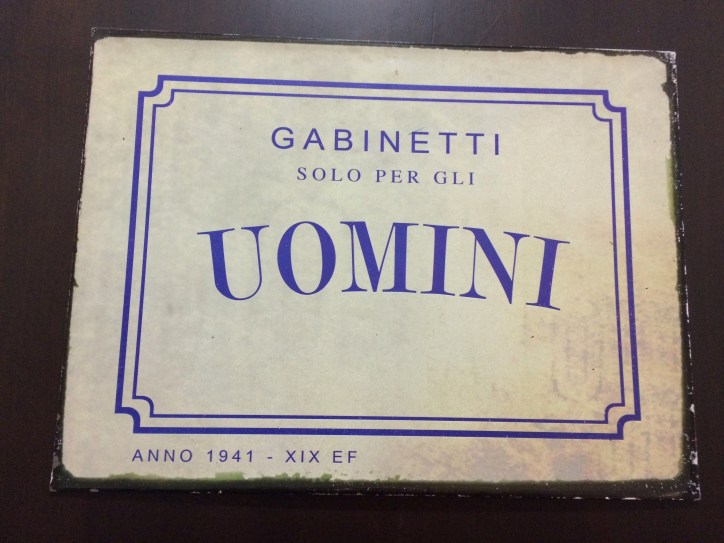 GABINETTI
SOLO PER GLI
UOMINI
ANNO 1941 - XIX EF